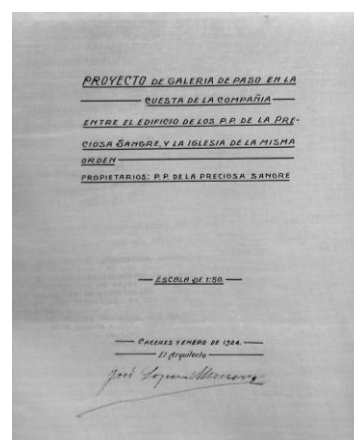 PROYECTO DE GALERIA DE PASO EN LA
CUESTA DE LA COMPAÑIA
ENTRE EL EDIFICIO DE LOS P.P. DE LA PRE-
CIOSA SANGRE, Y LA IGLESIA DE LA MISMA
ORDEN
PROPIETARIOS: P.P. DE LA PRECIOSA SANGRE
ESCALA DE 1:50.
CACERES Y ENERO DE 1924.
El Arquitecto
José López